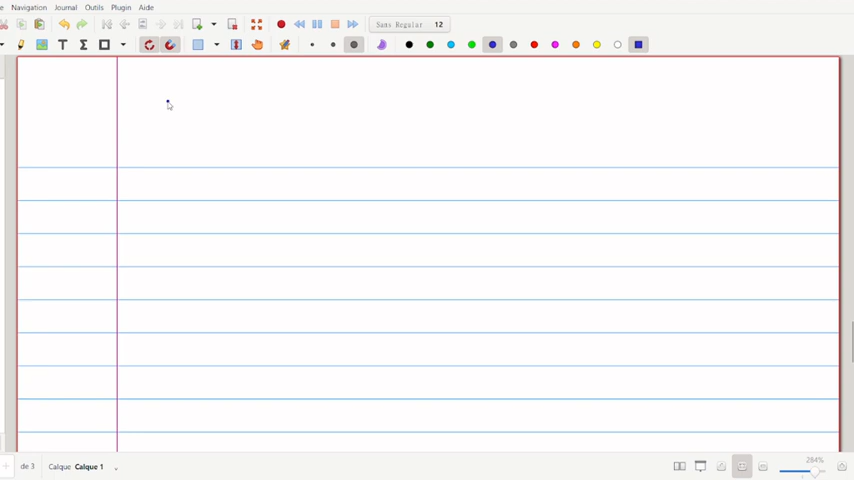 Navigation Journal Outils Plugin Aide
Sans Regular 12
de 3 Calque Calque 1 284%